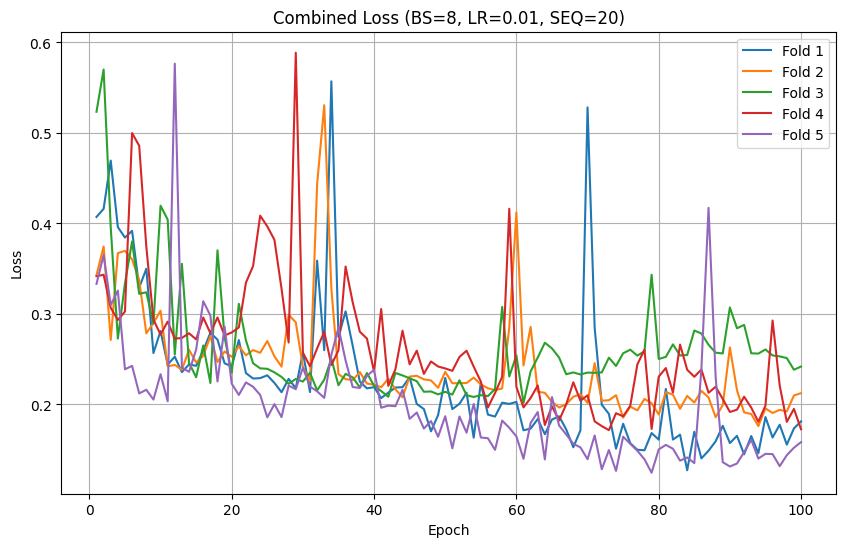 Combined Loss (BS=8, LR=0.01, SEQ=20)
Fold 1
Fold 2
Fold 3
Fold 4
Fold 5
0.6
0.5
0.4
0.3
0.2
Loss
0 20 40 60 80 100
Epoch